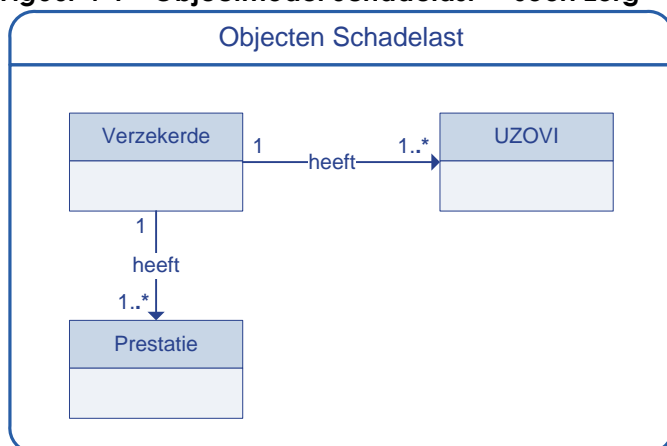 Objecten Schadelast
Verzekerde
UZOVI
1
heeft
1..*
1
heeft
1..*
Prestatie